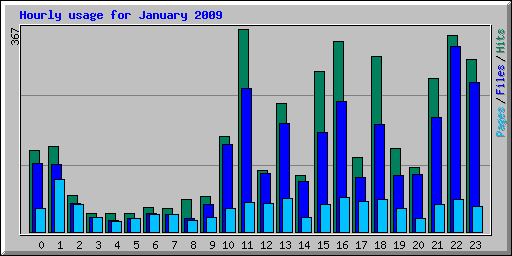 Hourly usage for January 2009
367
Pages / Files / Hits
0 1 2 3 4 5 6 7 8 9 10 11 12 13 14 15 16 17 18 19 20 21 22 23